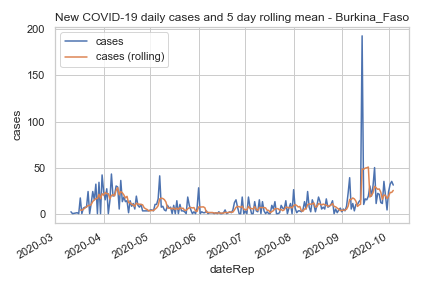 New COVID-19 daily cases and 5 day rolling mean - Burkina_Faso
200
150
100
50
0
cases
cases
cases (rolling)
2020-03
2020-04
2020-05
2020-06
2020-07
2020-08
2020-09
2020-10
dateRep